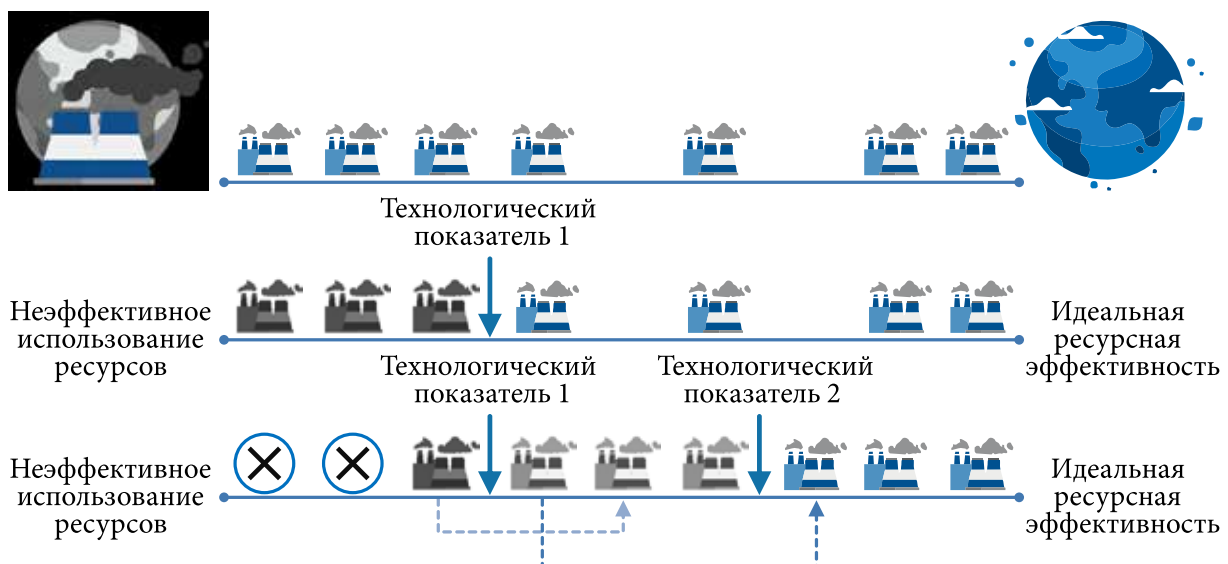 Технологический
показатель 1
Неэффективное
использование
ресурсов
Идеальная
ресурсная
эффективность
Технологический
показатель 1
Технологический
показатель 2
Неэффективное
использование
ресурсов
Идеальная
ресурсная
эффективность